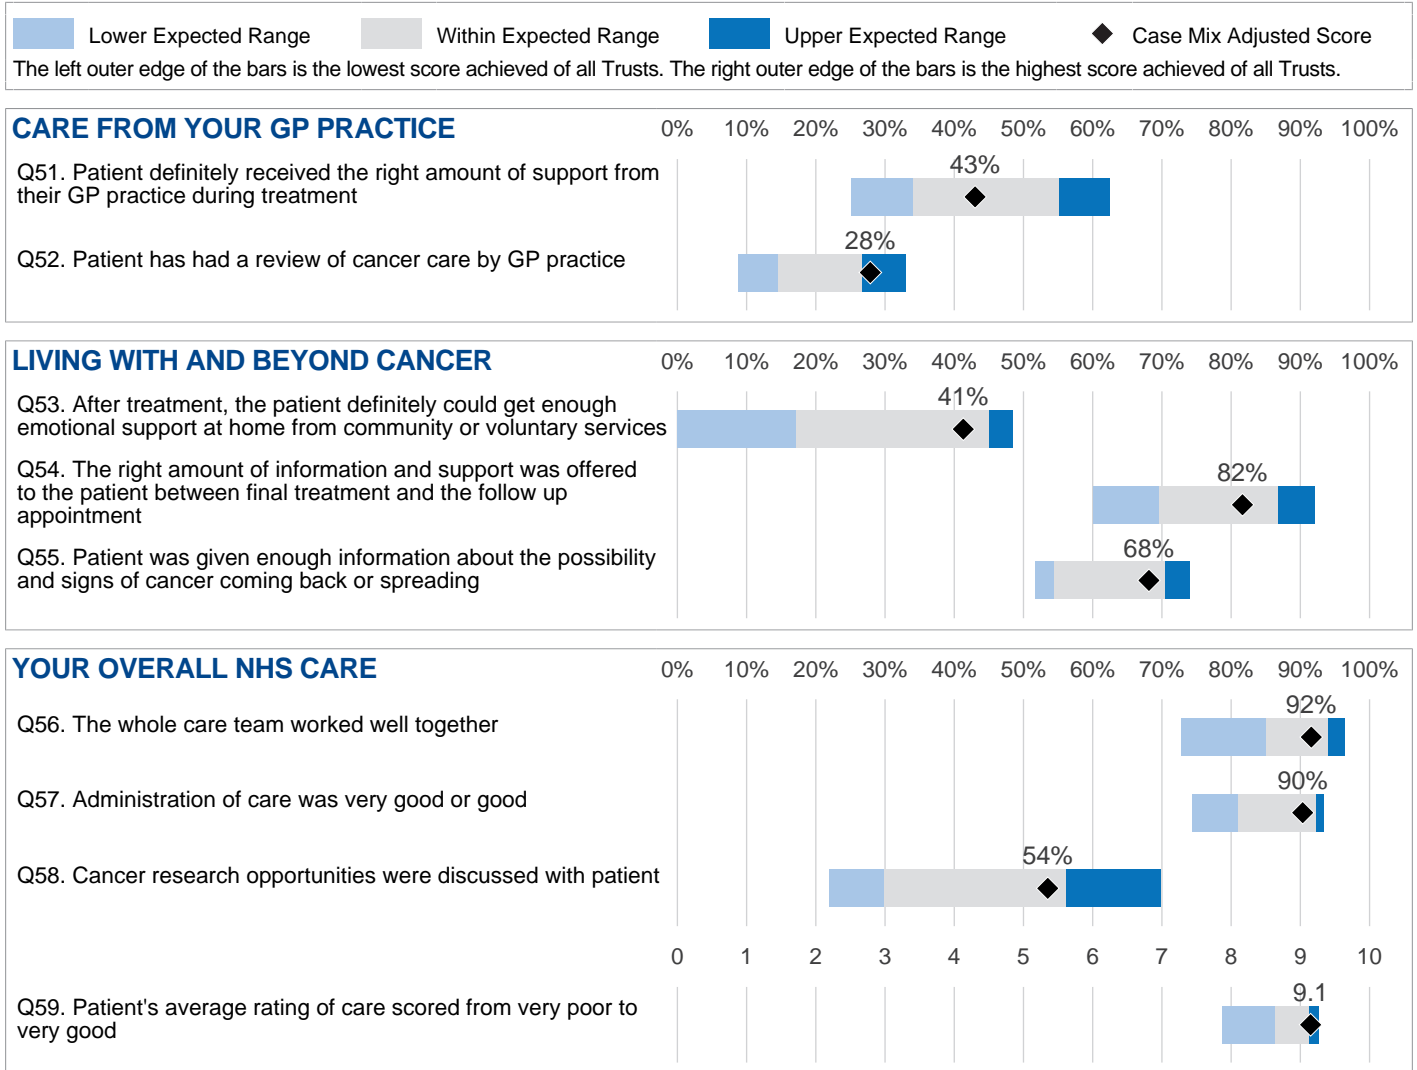 Lower Expected Range Within Expected Range Upper Expected Range Case Mix Adjusted Score
The left outer edge of the bars is the lowest score achieved of all Trusts. The right outer edge of the bars is the highest score achieved of all Trusts.
CARE FROM YOUR GP PRACTICE 0% 10% 20% 30% 40% 50% 60% 70% 80% 90% 100%
43%
Q51. Patient definitely received the right amount of support from
their GP practice during treatment
28%
Q52. Patient has had a review of cancer care by GP practice
LIVING WITH AND BEYOND CANCER 0% 10% 20% 30% 40% 50% 60% 70% 80% 90% 100%
41%
Q53. After treatment, the patient definitely could get enough
emotional support at home from community or voluntary services
Q54. The right amount of information and support was offered
82%
to the patient between final treatment and the follow up
appointment
68%
Q55. Patient was given enough information about the possibility
and signs of cancer coming back or spreading
YOUR OVERALL NHS CARE 0% 10% 20% 30% 40% 50% 60% 70% 80% 90% 100%
92%
Q56. The whole care team worked well together
90%
Q57. Administration of care was very good or good
54%
Q58. Cancer research opportunities were discussed with patient
0 1 2 3 4 5 6 7 8 9 10
9.1
Q59. Patient's average rating of care scored from very poor to
very good